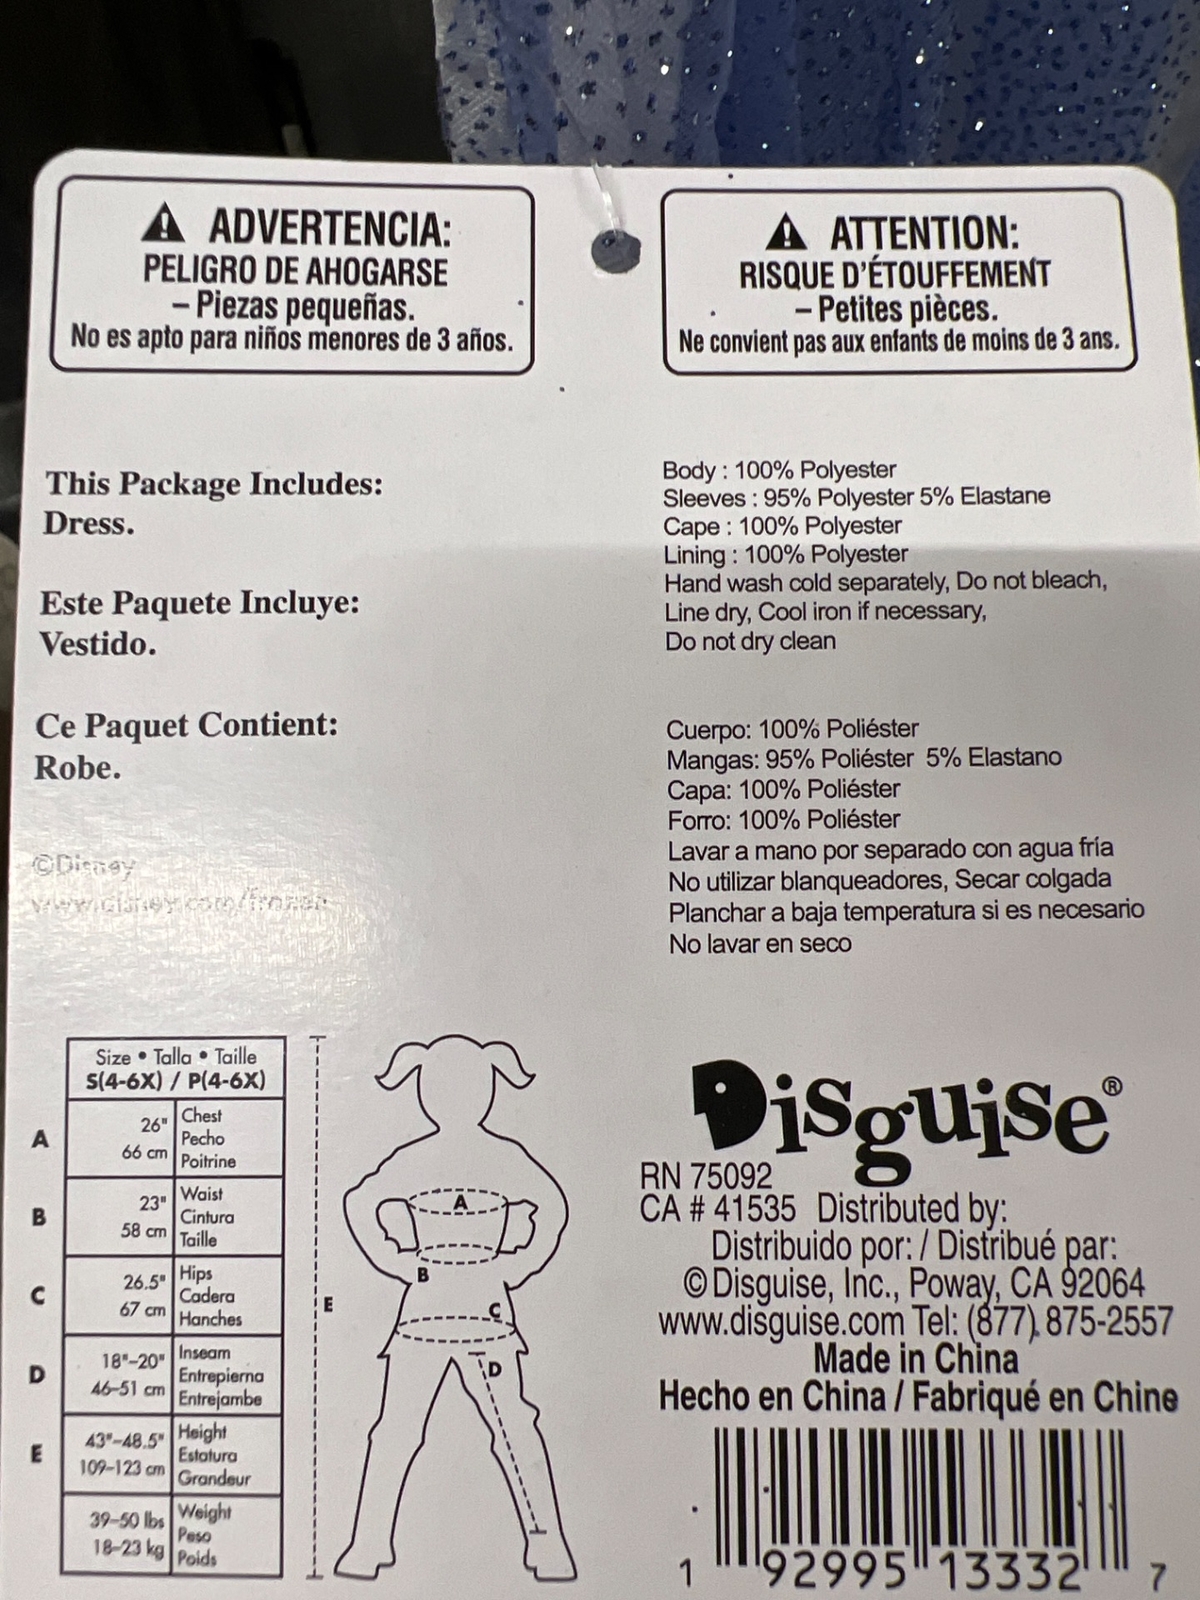 ⚠ ADVERTENCIA:
PELIGRO DE AHOGARSE
– Piezas pequeñas.
No es apto para niños menores de 3 años.
⚠ ATTENTION:
RISQUE D'ÉTOUFFEMENT
– Petites pièces.
Ne convient pas aux enfants de moins de 3 ans.
This Package Includes:
Dress.
Este Paquete Incluye:
Vestido.
Ce Paquet Contient:
Robe.
©Disney
www.disney.com/frozen
Body : 100% Polyester
Sleeves : 95% Polyester 5% Elastane
Cape : 100% Polyester
Lining : 100% Polyester
Hand wash cold separately, Do not bleach,
Line dry, Cool iron if necessary,
Do not dry clean
Cuerpo: 100% Poliéster
Mangas: 95% Poliéster 5% Elastano
Capa: 100% Poliéster
Forro: 100% Poliéster
Lavar a mano por separado con agua fría
No utilizar blanqueadores, Secar colgada
Planchar a baja temperatura si es necesario
No lavar en seco
Size • Talla • Taille
S(4-6X) / P(4-6X)
A 26" 66 cm Chest Pecho Poitrine
B 23" 58 cm Waist Cintura Taille
C 26.5" 67 cm Hips Cadera Hanches
D 18"–20" 46–51 cm Inseam Entrepierna Entrejambe
E 43"–48.5" 109–123 cm Height Estatura Grandeur
39–50 lbs 18–23 kg Weight Peso Poids
A
B
C
D
E
Disguise®
RN 75092
CA # 41535 Distributed by:
Distribuido por: / Distribué par:
© Disguise, Inc., Poway, CA 92064
www.disguise.com Tel: (877) 875-2557
Made in China
Hecho en China / Fabriqué en Chine
1 92995 13332 7